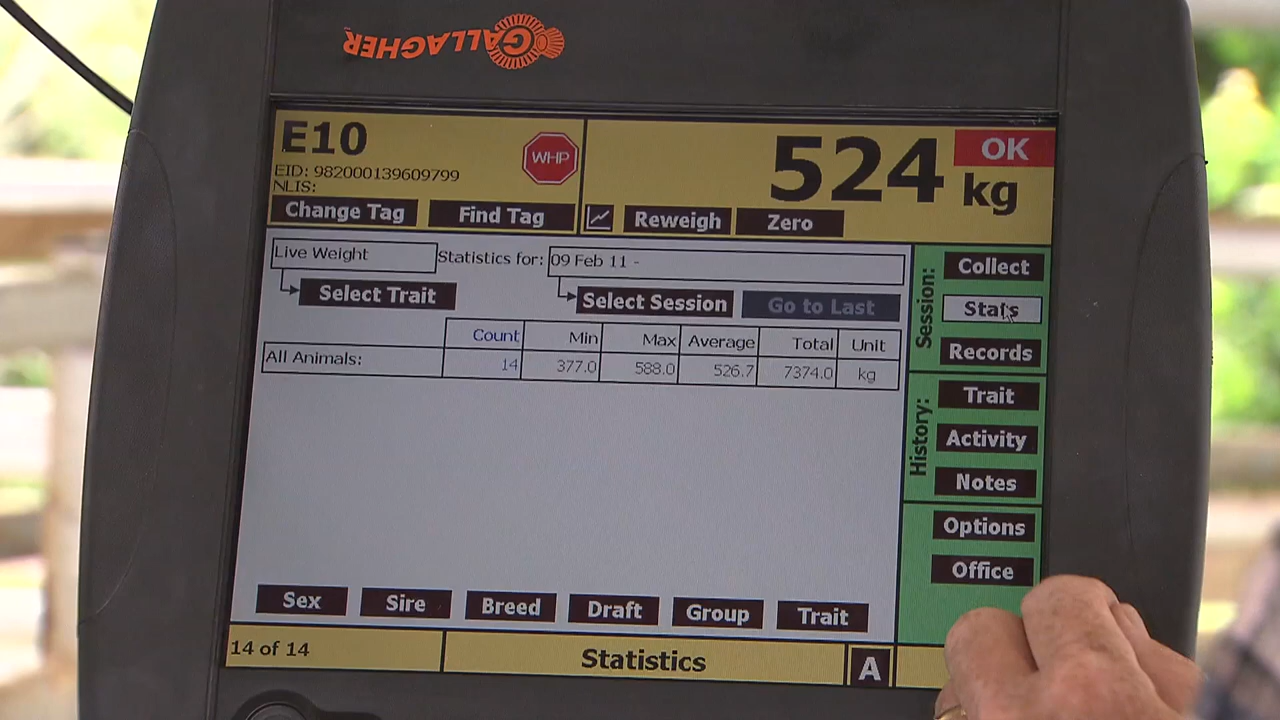 GALLAGHER
E10
WHP
EID: 982000139609799
NLIS:
Change Tag
Find Tag
524 kg
OK
Reweigh
Zero
Live Weight
Statistics for:
09 Feb 11 -
Select Trait
Select Session
Go to Last
Count Min Max Average Total Unit
All Animals: 14 377.0 588.0 526.7 7374.0 kg
Session:
Collect
Stats
Records
History:
Trait
Activity
Notes
Options
Office
Sex Sire Breed Draft Group Trait
14 of 14
Statistics
A